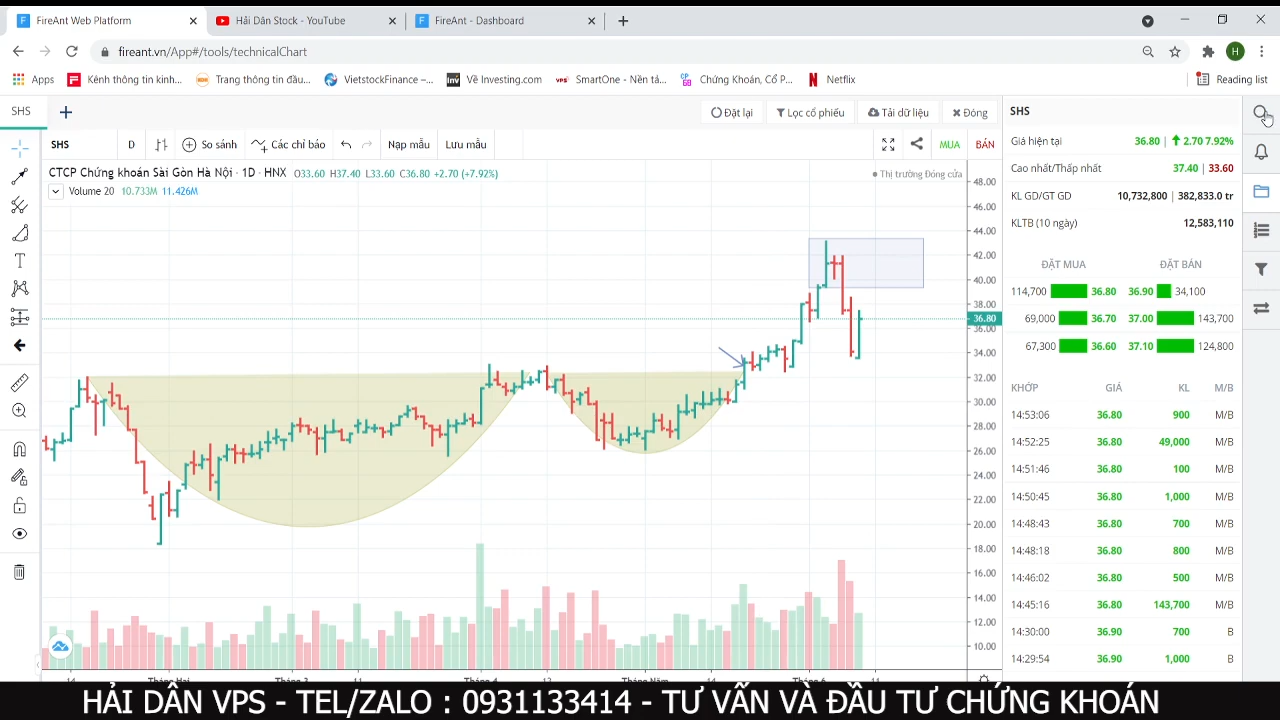 FireAnt Web Platform
Hải Dân Stock - YouTube
FireAnt - Dashboard
fireant.vn/App#/tools/technicalChart
H
Apps
Kênh thông tin kinh...
Trang thông tin đầu...
VietstockFinance –...
Về Investing.com
SmartOne - Nền tả...
Chứng Khoán, Cổ P...
Netflix
Reading list
SHS
Đặt lại
Lọc cổ phiếu
Tải dữ liệu
Đóng
SHS
SHS
D
So sánh
Các chỉ báo
Nạp mẫu
Lưu mẫu
MUA
BÁN
CTCP Chứng khoán Sài Gòn Hà Nội · 1D · HNX O33.60 H37.40 L33.60 C36.80 +2.70 (+7.92%)
Thị trường Đóng cửa
Volume 20 10.733M 11.426M
48.00
46.00
44.00
42.00
40.00
38.00
36.80
36.00
34.00
32.00
30.00
28.00
26.00
24.00
22.00
20.00
18.00
16.00
14.00
12.00
10.00
Giá hiện tại 36.80 | 2.70 7.92%
Cao nhất/Thấp nhất 37.40 | 33.60
KL GD/GT GD 10,732,800 | 382,833.0 tr
KLTB (10 ngày) 12,583,110
ĐẶT MUA ĐẶT BÁN
114,700 36.80 36.90 34,100
69,000 36.70 37.00 143,700
67,300 36.60 37.10 124,800
KHỚP GIÁ KL M/B
14:53:06 36.80 900 M/B
14:52:25 36.80 49,000 M/B
14:51:46 36.80 100 M/B
14:50:45 36.80 1,000 M/B
14:48:43 36.80 700 M/B
14:48:18 36.80 800 M/B
14:46:02 36.80 500 M/B
14:45:16 36.80 143,700 M/B
14:30:00 36.90 700 B
14:29:54 36.90 1,000 B
HẢI DÂN VPS - TEL/ZALO : 0931133414 - TƯ VẤN VÀ ĐẦU TƯ CHỨNG KHOÁN